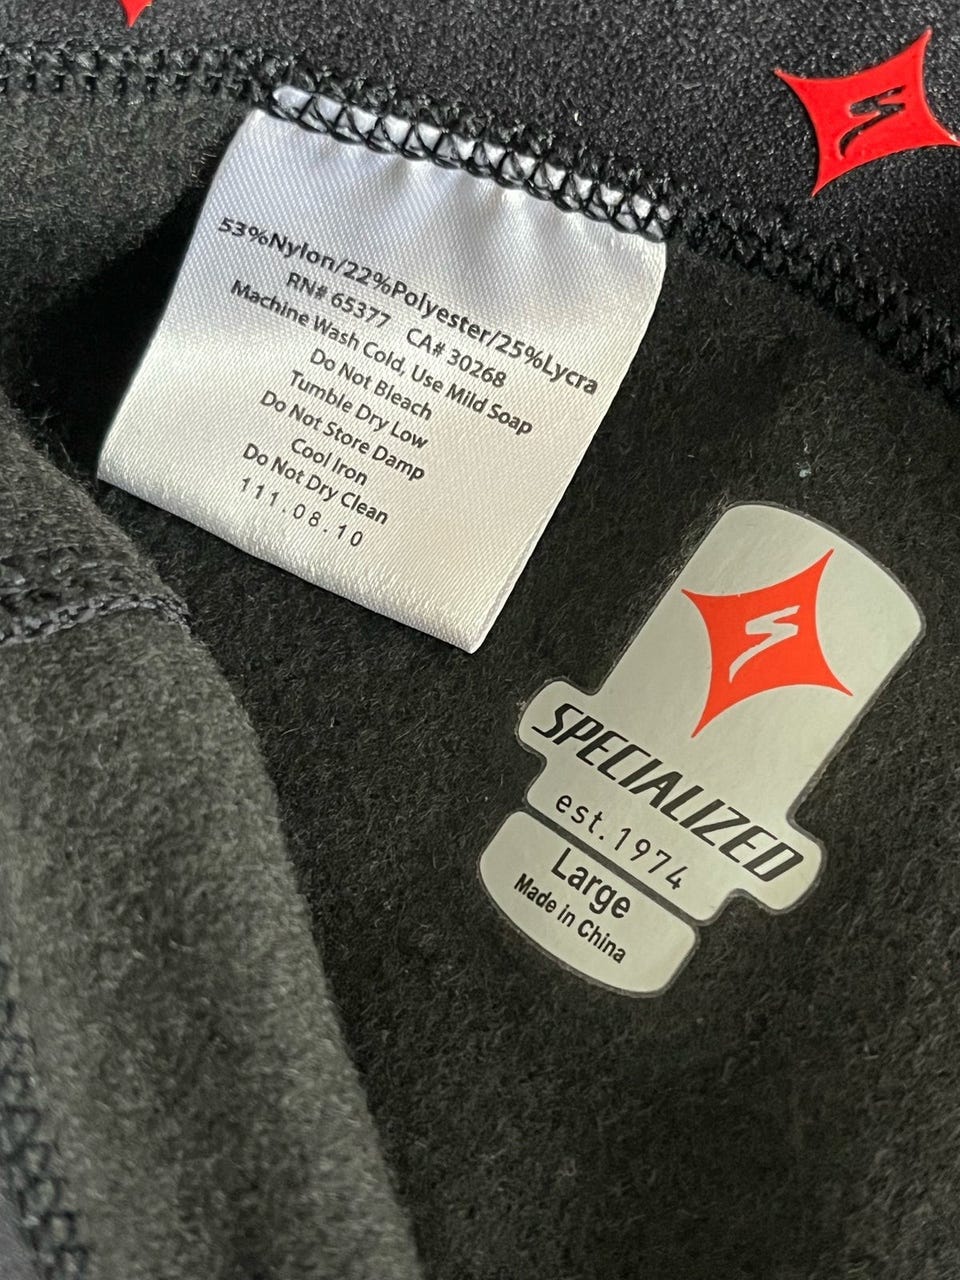 53%Nylon/22%Polyester/25%Lycra
RN# 65377 CA# 30268
Machine Wash Cold, Use Mild Soap
Do Not Bleach
Tumble Dry Low
Do Not Store Damp
Cool Iron
Do Not Dry Clean
111.08.10
SPECIALIZED
est.1974
Large
Made in China